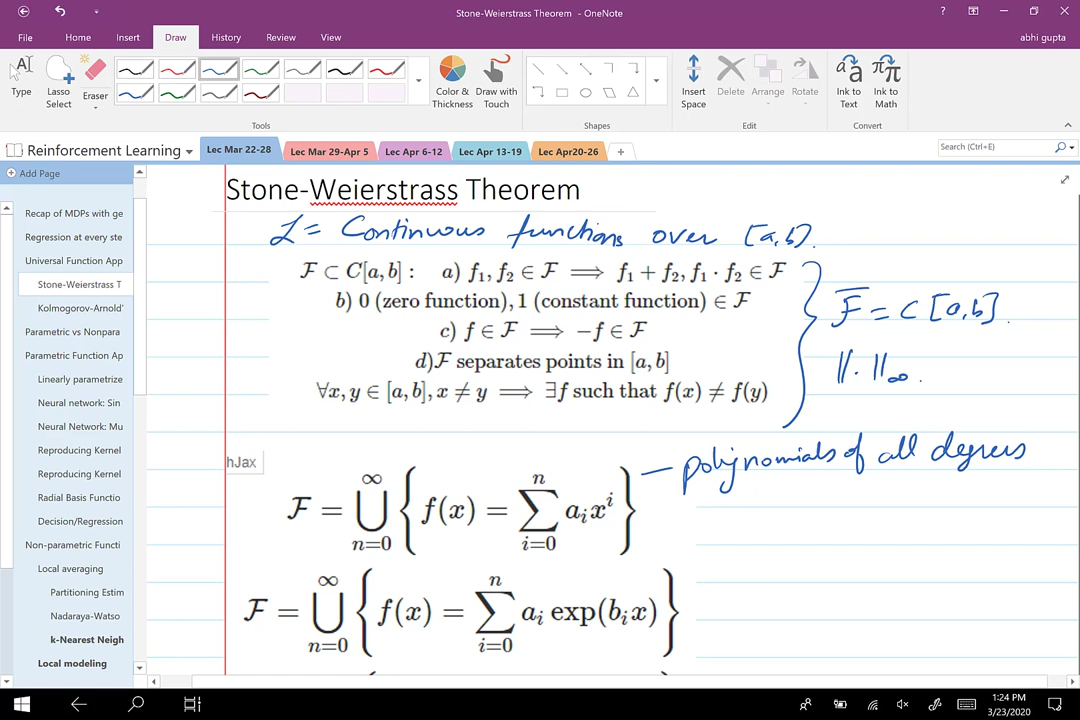 Stone-Weierstrass Theorem - OneNote
File Home Insert Draw History Review View
abhi gupta
Type
Lasso Select
Eraser
Color & Thickness
Draw with Touch
Insert Space
Delete
Arrange
Rotate
Ink to Text
Ink to Math
Tools
Shapes
Edit
Convert
Reinforcement Learning
Lec Mar 22-28
Lec Mar 29-Apr 5
Lec Apr 6-12
Lec Apr 13-19
Lec Apr20-26
Search (Ctrl+E)
Add Page
Recap of MDPs with ge
Regression at every ste
Universal Function App
Stone-Weierstrass T
Kolmogorov-Arnold'
Parametric vs Nonpara
Parametric Function Ap
Linearly parametrize
Neural network: Sin
Neural Network: Mu
Reproducing Kernel
Reproducing Kernel
Radial Basis Functio
Decision/Regression
Non-parametric Functi
Local averaging
Partitioning Estim
Nadaraya-Watso
k-Nearest Neigh
Local modeling
Stone-Weierstrass Theorem
ℒ = Continuous functions over [a,b].
ℱ ⊂ C[a, b] : a) f₁, f₂ ∈ ℱ ⟹ f₁ + f₂, f₁ · f₂ ∈ ℱ
b) 0 (zero function), 1 (constant function) ∈ ℱ
c) f ∈ ℱ ⟹ −f ∈ ℱ
d)ℱ separates points in [a, b]
∀x, y ∈ [a, b], x ≠ y ⟹ ∃f such that f(x) ≠ f(y)
ℱ̅ = C [a,b].
‖·‖∞.
hJax
ℱ = ⋃_{n=0}^{∞} { f(x) = ∑_{i=0}^{n} aᵢxⁱ }
— polynomials of all degrees
ℱ = ⋃_{n=0}^{∞} { f(x) = ∑_{i=0}^{n} aᵢ exp(bᵢx) }
1:24 PM
3/23/2020